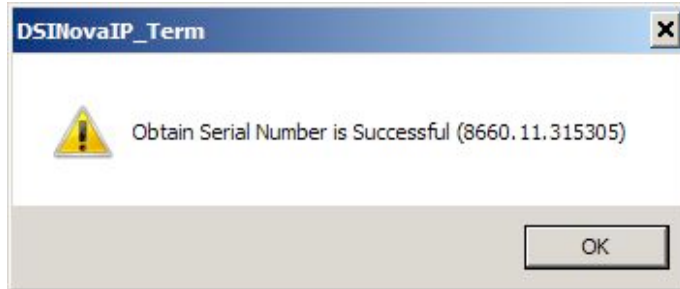 DSINovaIP_Term
Obtain Serial Number is Successful (8660.11.315305)
OK